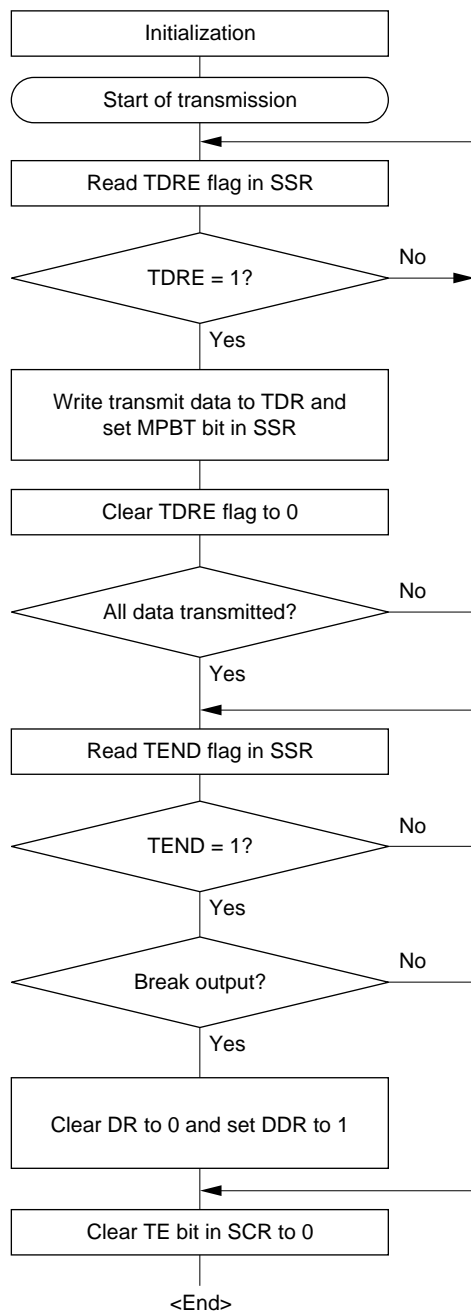 Initialization
Start of transmission
Read TDRE flag in SSR
TDRE = 1?
No
Yes
Write transmit data to TDR and
set MPBT bit in SSR
Clear TDRE flag to 0
All data transmitted?
No
Yes
Read TEND flag in SSR
TEND = 1?
No
Yes
Break output?
No
Yes
Clear DR to 0 and set DDR to 1
Clear TE bit in SCR to 0
<End>